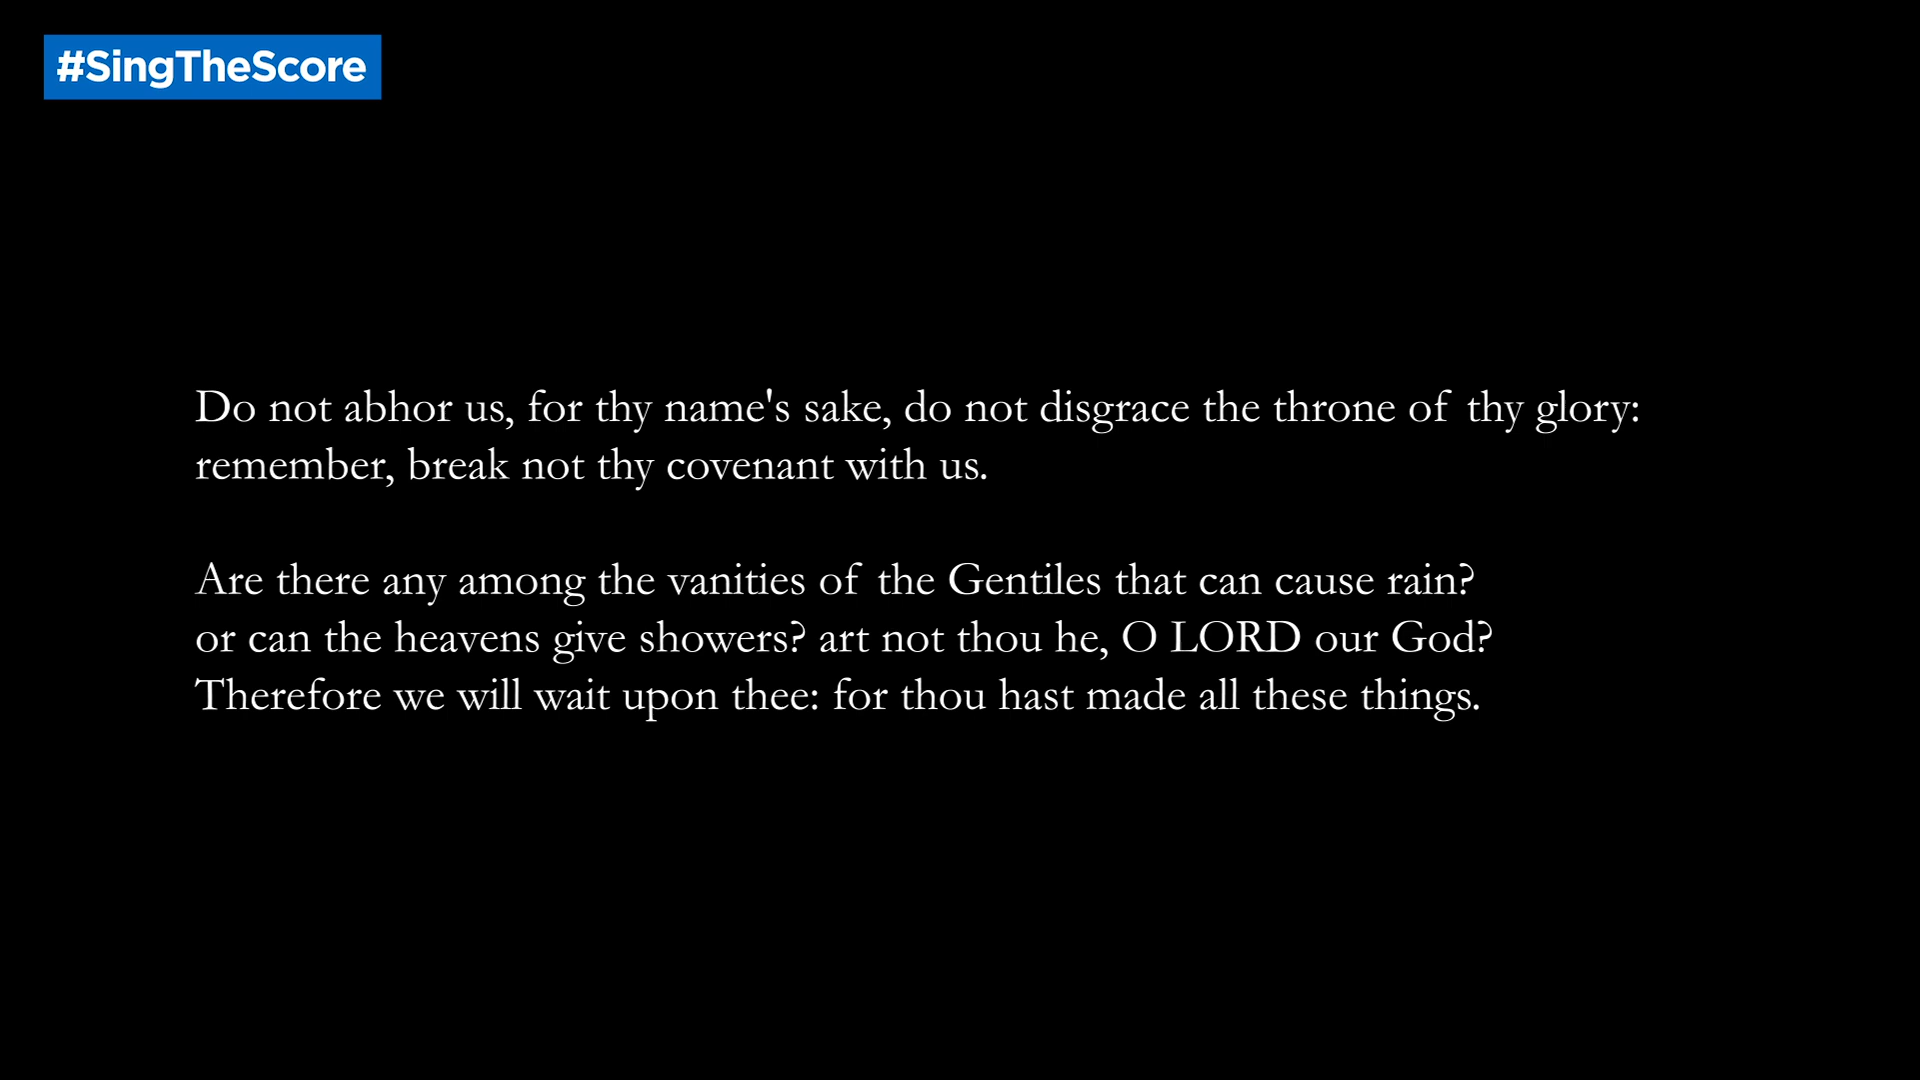 #SingTheScore
Do not abhor us, for thy name's sake, do not disgrace the throne of thy glory:
remember, break not thy covenant with us.
Are there any among the vanities of the Gentiles that can cause rain?
or can the heavens give showers? art not thou he, O LORD our God?
Therefore we will wait upon thee: for thou hast made all these things.